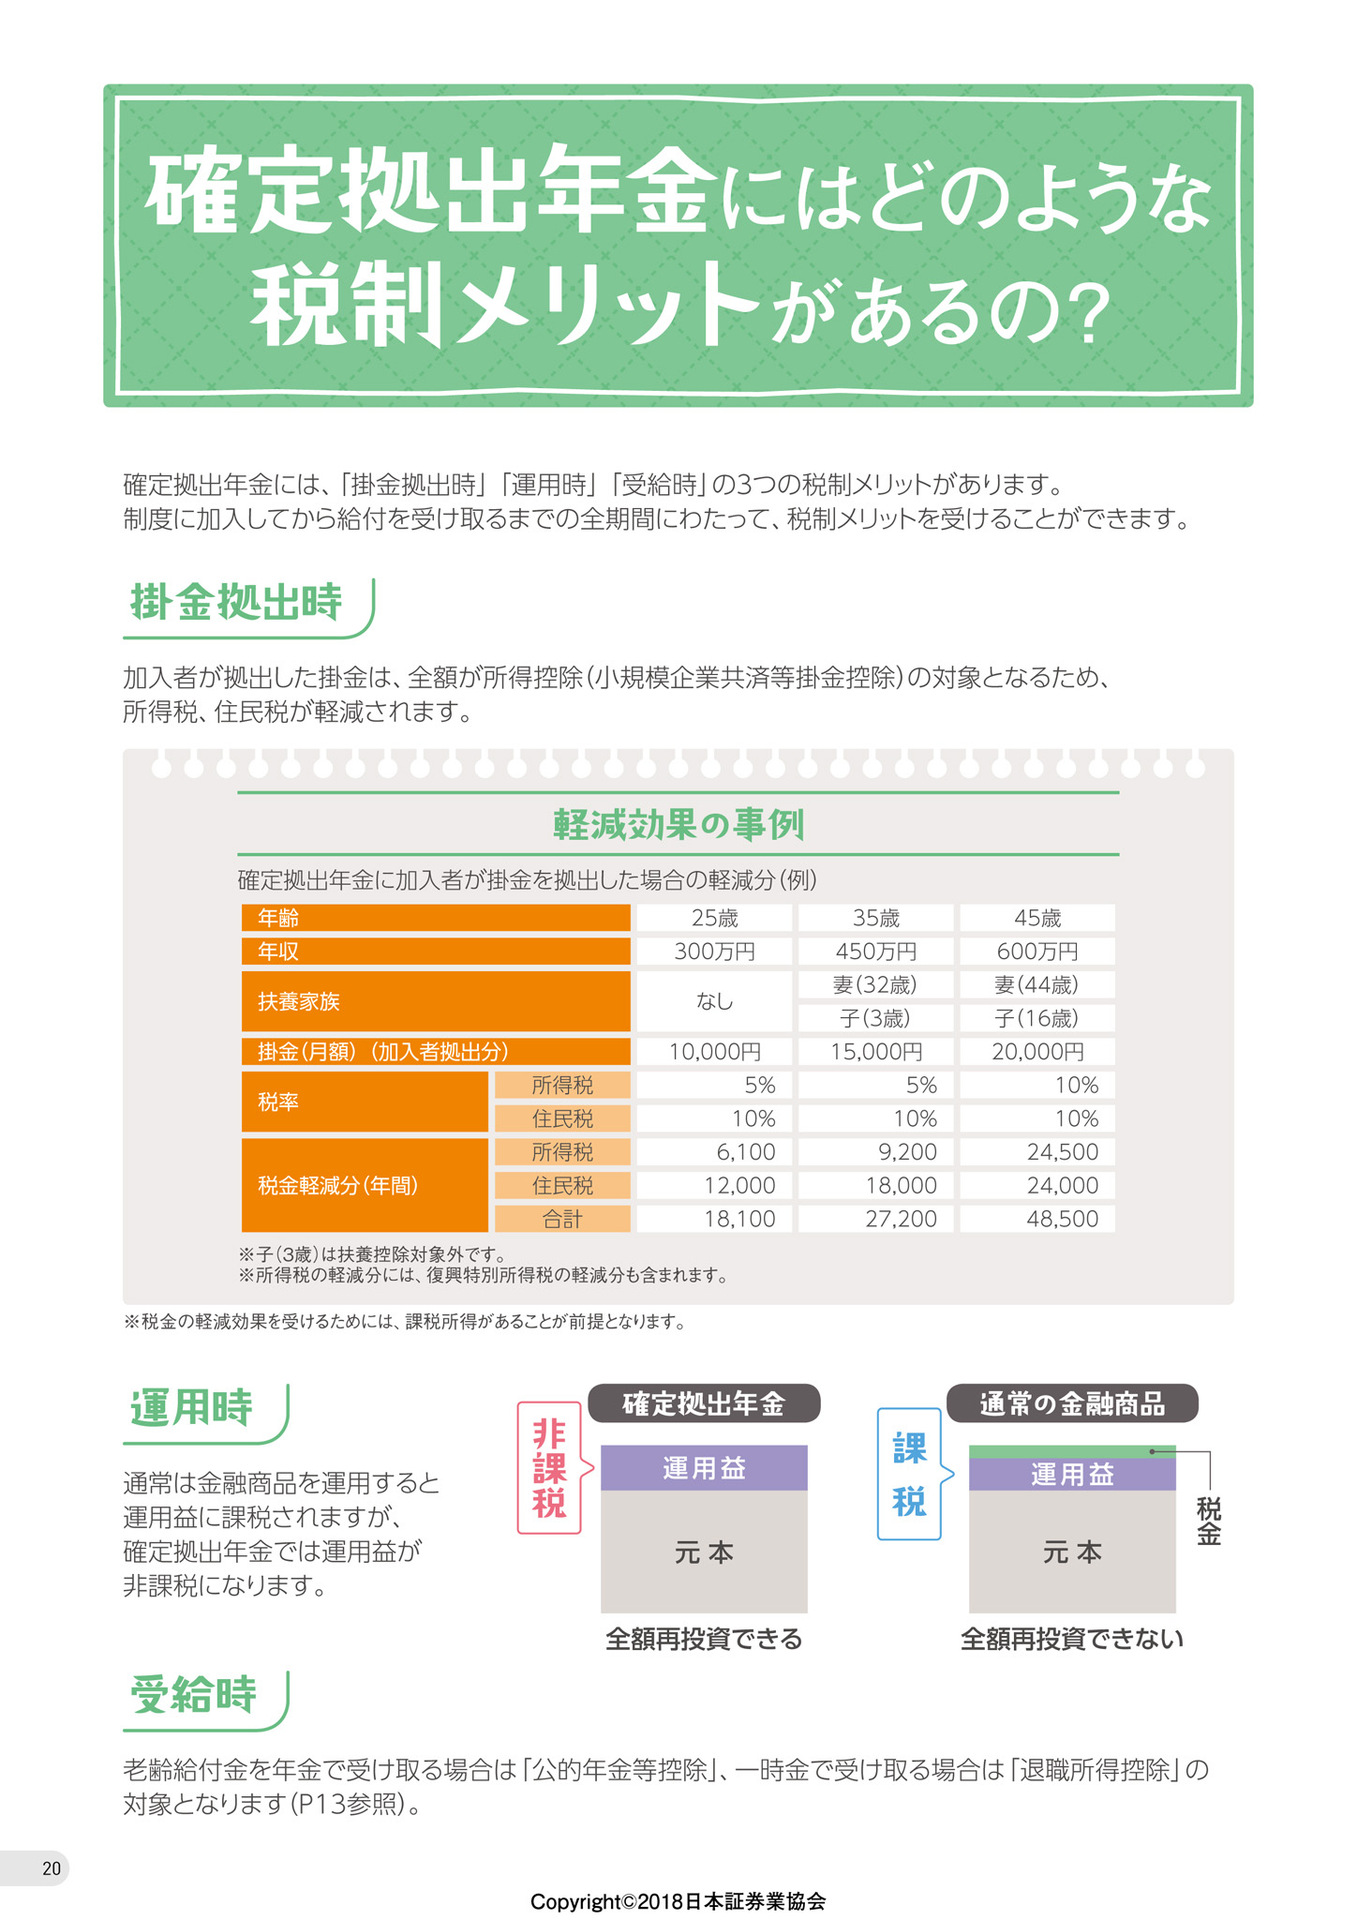 確定拠出年金にはどのような
税制メリットがあるの?
確定拠出年金には、「掛金拠出時」「運用時」「受給時」の3つの税制メリットがあります。
制度に加入してから給付を受け取るまでの全期間にわたって、税制メリットを受けることができます。
掛金拠出時
加入者が拠出した掛金は、全額が所得控除(小規模企業共済等掛金控除)の対象となるため、
所得税、住民税が軽減されます。
軽減効果の事例
確定拠出年金に加入者が掛金を拠出した場合の軽減分(例)
年齢 25歳 35歳 45歳
年収 300万円 450万円 600万円
扶養家族 なし 妻(32歳) 妻(44歳)
子(3歳) 子(16歳)
掛金(月額)(加入者拠出分) 10,000円 15,000円 20,000円
税率 所得税 5% 5% 10%
住民税 10% 10% 10%
税金軽減分(年間) 所得税 6,100 9,200 24,500
住民税 12,000 18,000 24,000
合計 18,100 27,200 48,500
※子(3歳)は扶養控除対象外です。
※所得税の軽減分には、復興特別所得税の軽減分も含まれます。
※税金の軽減効果を受けるためには、課税所得があることが前提となります。
運用時
通常は金融商品を運用すると
運用益に課税されますが、
確定拠出年金では運用益が
非課税になります。
非課税
確定拠出年金
運用益
元本
全額再投資できる
課税
通常の金融商品
運用益
元本
税金
全額再投資できない
受給時
老齢給付金を年金で受け取る場合は「公的年金等控除」、一時金で受け取る場合は「退職所得控除」の
対象となります(P13参照)。
20
Copyright©2018日本証券業協会